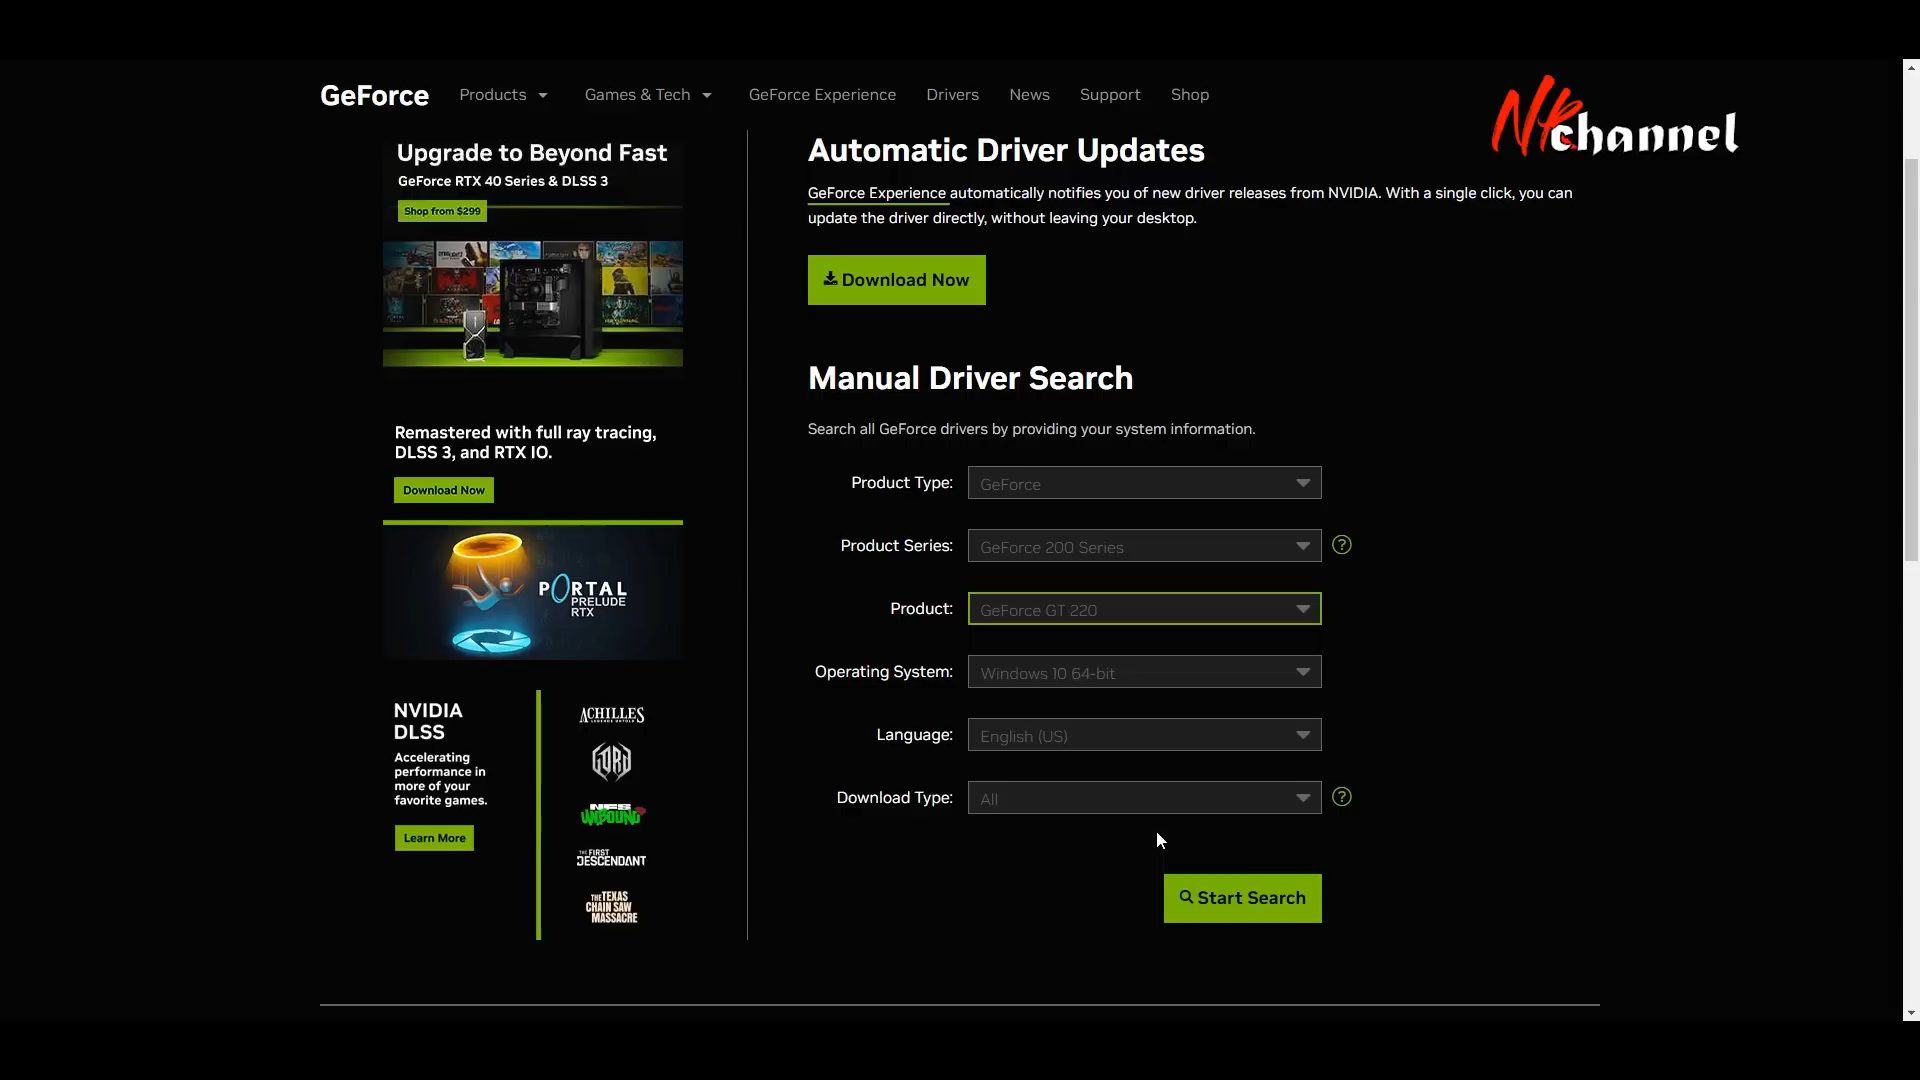 GeForce
Products
Games & Tech
GeForce Experience
Drivers
News
Support
Shop
NRchannel
Upgrade to Beyond Fast
GeForce RTX 40 Series & DLSS 3
Shop from $299
Remastered with full ray tracing,
DLSS 3, and RTX IO.
Download Now
PORTAL
PRELUDE
RTX
NVIDIA
DLSS
Accelerating
performance in
more of your
favorite games.
Learn More
ACHILLES
LEGENDS UNTOLD
GORD
NFS
UNBOUND
THE FIRST
DESCENDANT
THE TEXAS
CHAIN SAW
MASSACRE
Automatic Driver Updates
GeForce Experience automatically notifies you of new driver releases from NVIDIA. With a single click, you can
update the driver directly, without leaving your desktop.
Download Now
Manual Driver Search
Search all GeForce drivers by providing your system information.
Product Type: GeForce
Product Series: GeForce 200 Series ?
Product: GeForce GT 220
Operating System: Windows 10 64-bit
Language: English (US)
Download Type: All ?
Start Search